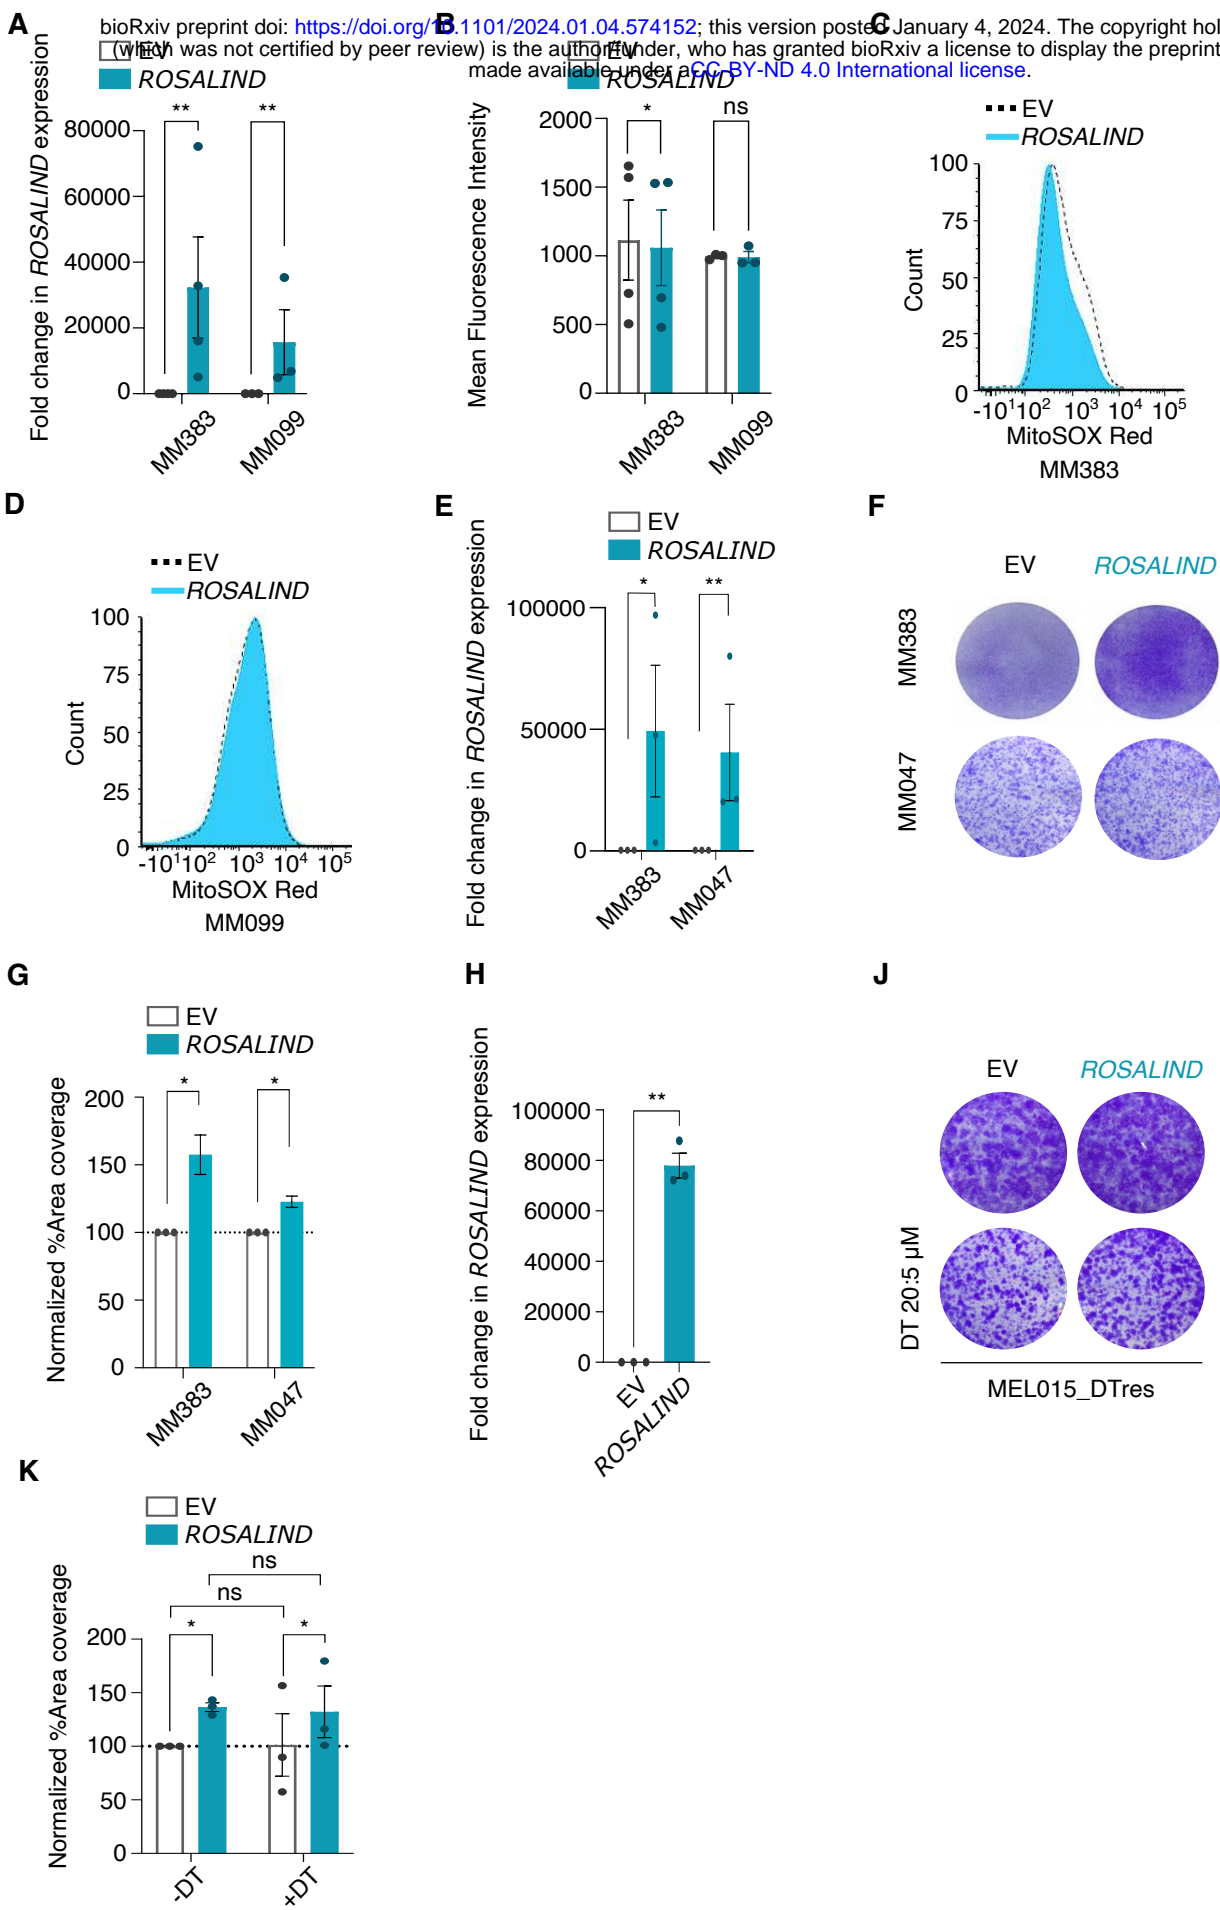 bioRxiv preprint doi: https://doi.org/10.1101/2024.01.04.574152; this version posted January 4, 2024. The copyright hol
(which was not certified by peer review) is the author/funder, who has granted bioRxiv a license to display the preprint
made available under aCC-BY-ND 4.0 International license.
A
EV
ROSALIND
Fold change in ROSALIND expression
** **
80000
60000
40000
20000
0
MM383 MM099
B
EV
ROSALIND
Mean Fluorescence Intensity
* ns
2000
1500
1000
500
0
MM383 MM099
C
EV
ROSALIND
Count
100
75
50
25
0
-10¹10² 10³ 10⁴ 10⁵
MitoSOX Red
MM383
D
EV
ROSALIND
Count
100
75
50
25
0
-10¹10² 10³ 10⁴ 10⁵
MitoSOX Red
MM099
E
EV
ROSALIND
Fold change in ROSALIND expression
* **
100000
50000
0
MM383 MM047
F
EV ROSALIND
MM383
MM047
G
EV
ROSALIND
Normalized %Area coverage
* *
200
150
100
50
0
MM383 MM047
H
Fold change in ROSALIND expression
**
100000
80000
60000
40000
20000
0
EV ROSALIND
J
EV ROSALIND
DT 20:5 µM
MEL015_DTres
K
EV
ROSALIND
Normalized %Area coverage
ns
ns
* *
200
150
100
50
0
-DT +DT